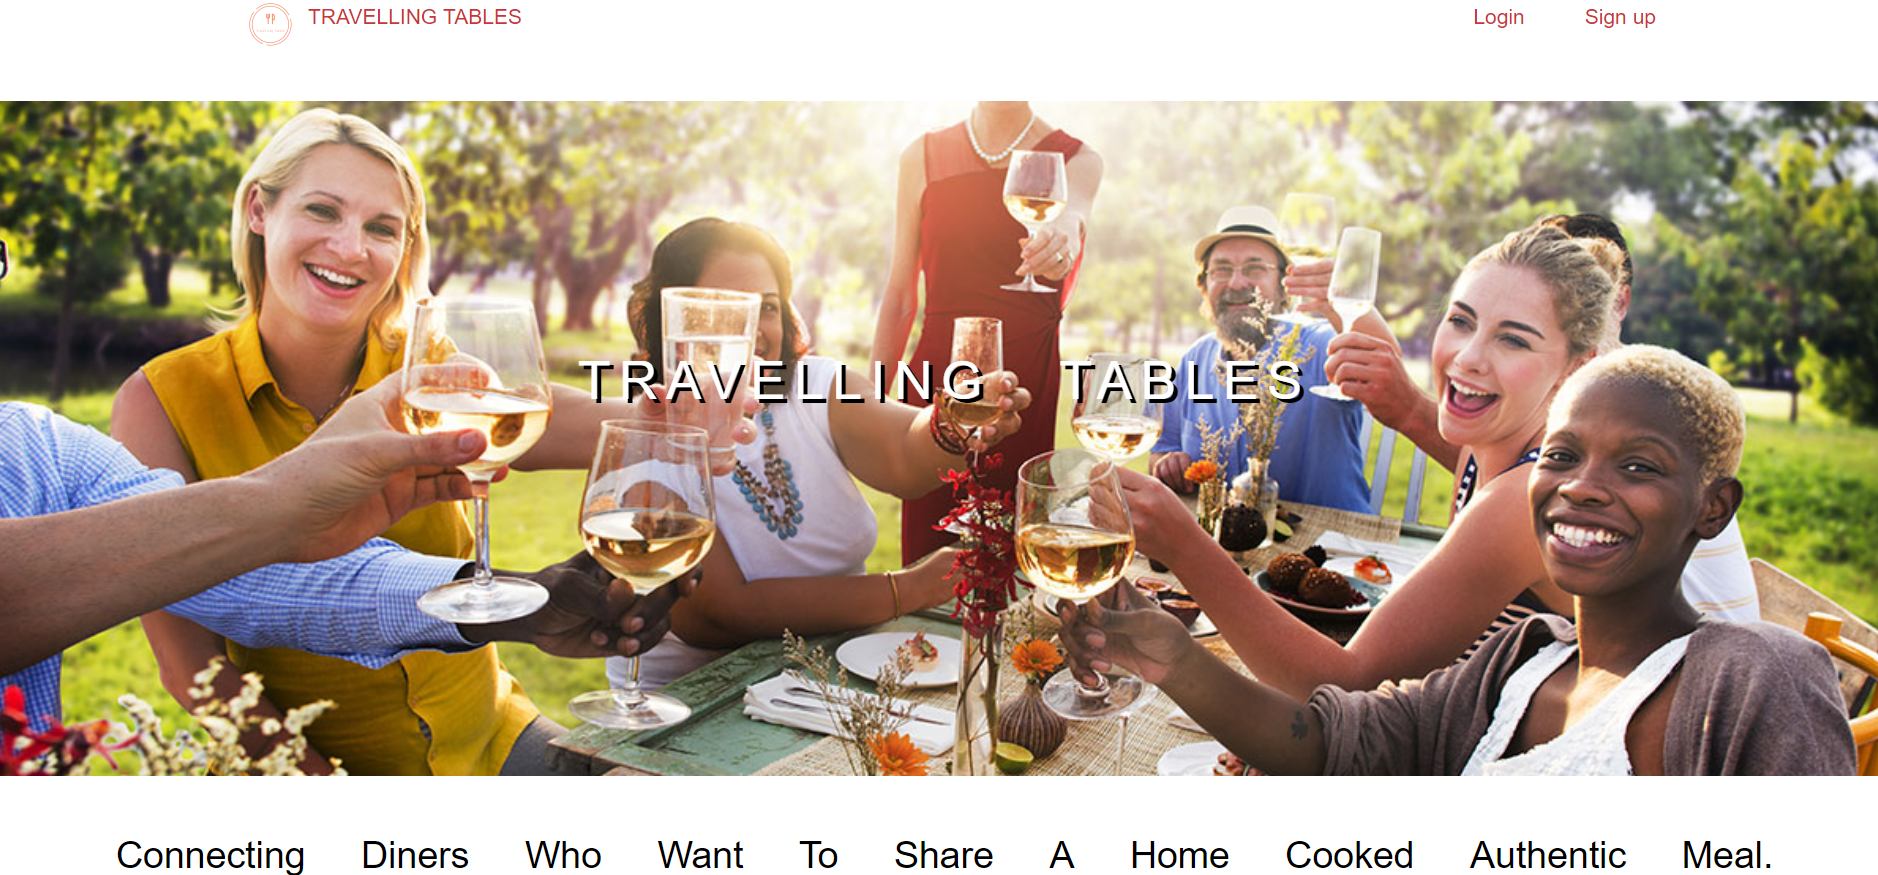 TRAVELLING TABLES
Login
Sign up
TRAVELLING TABLES
Connecting Diners Who Want To Share A Home Cooked Authentic Meal.